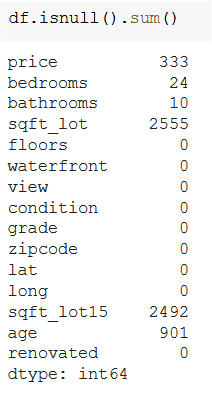 df.isnull().sum()
price 333
bedrooms 24
bathrooms 10
sqft_lot 2555
floors 0
waterfront 0
view 0
condition 0
grade 0
zipcode 0
lat 0
long 0
sqft_lot15 2492
age 901
renovated 0
dtype: int64